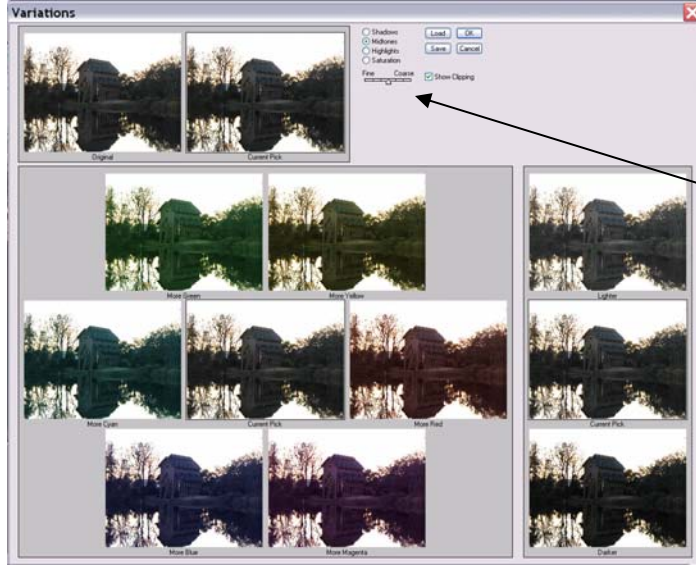 Variations
Shadows
Midtones
Highlights
Saturation
Fine Coarse
Load OK
Save Cancel
Show Clipping
Original Current Pick
More Green More Yellow
Lighter
More Cyan Current Pick More Red
Current Pick
More Blue More Magenta
Darker